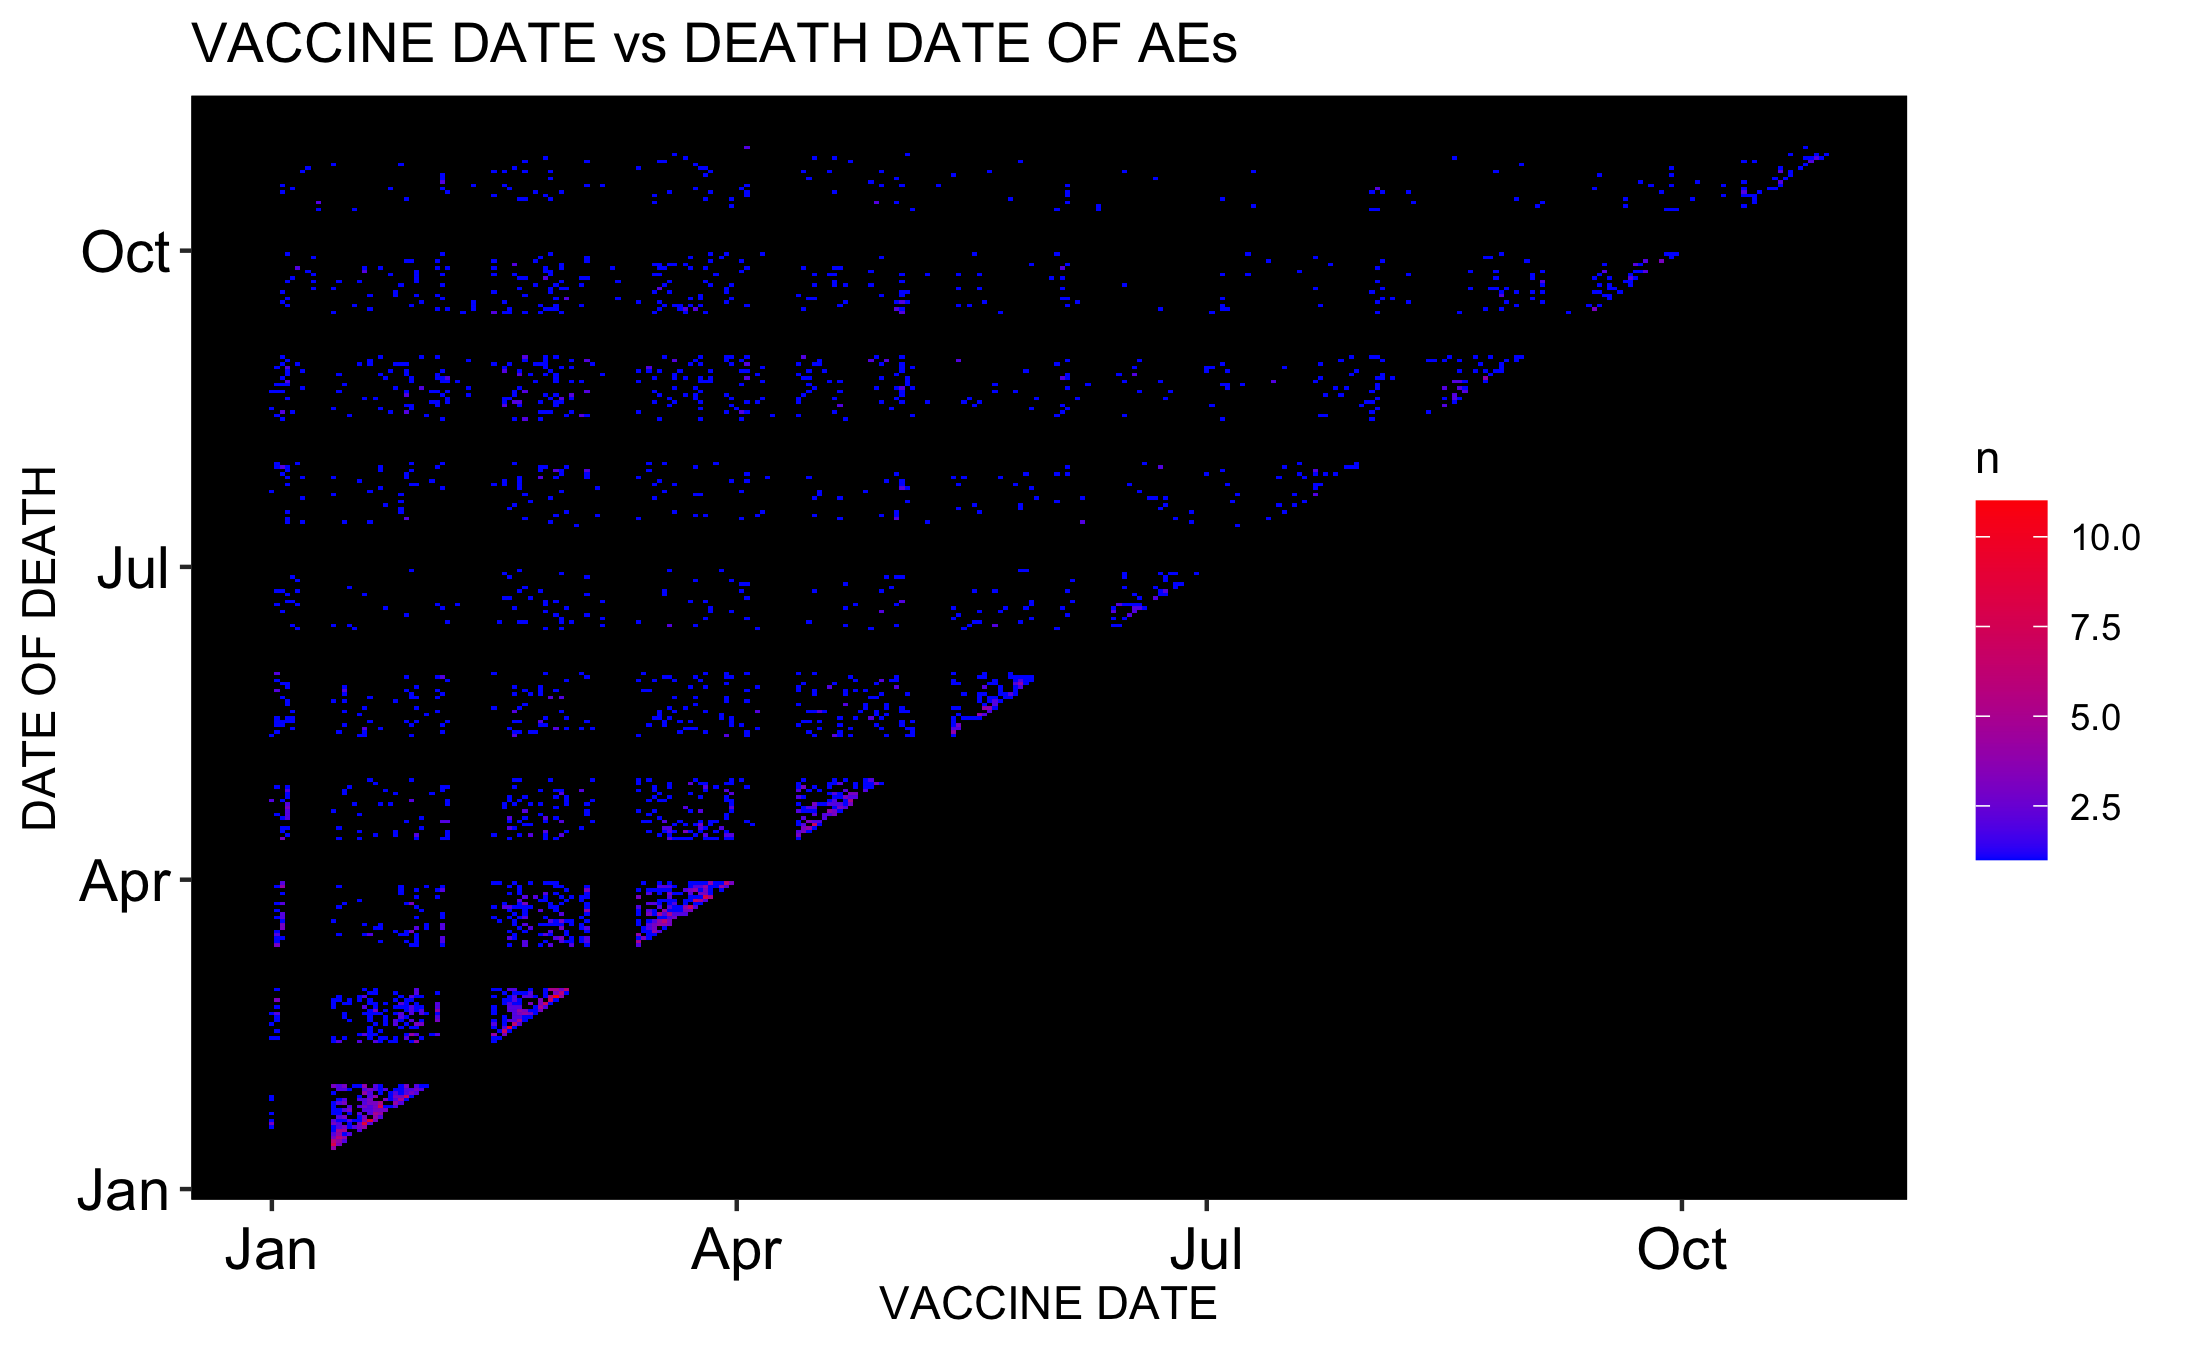 VACCINE DATE vs DEATH DATE OF AEs
DATE OF DEATH
Oct
Jul
Apr
Jan
Jan
Apr
Jul
Oct
VACCINE DATE
n
10.0
7.5
5.0
2.5